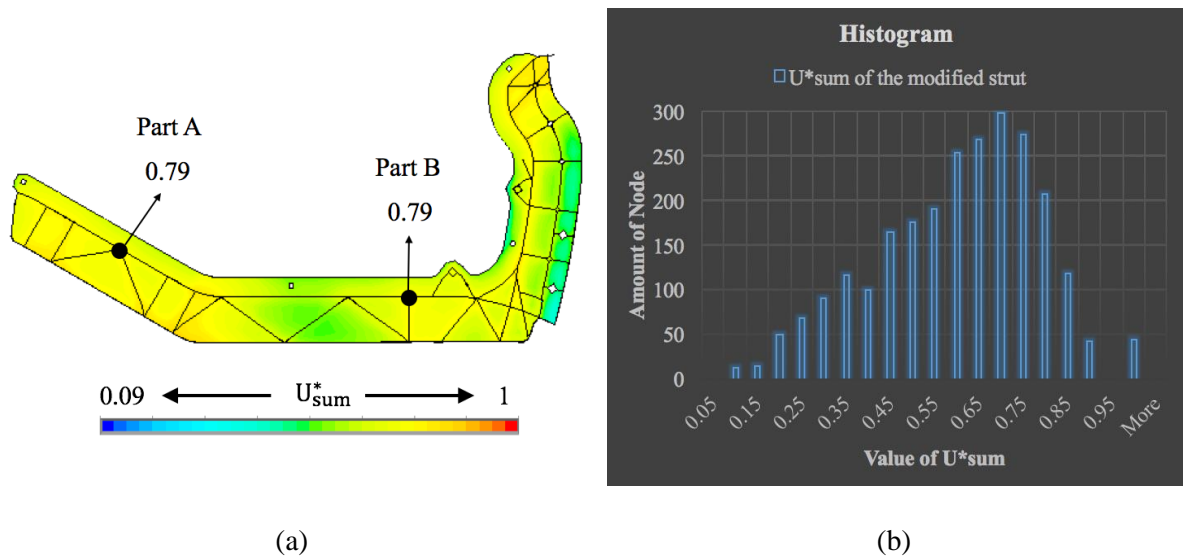 Part A
0.79
Part B
0.79
0.09
U*sum
1
(a)
Histogram
U*sum of the modified strut
Amount of Node
300
250
200
150
100
50
0
0.05
0.15
0.25
0.35
0.45
0.55
0.65
0.75
0.85
0.95
More
Value of U*sum
(b)